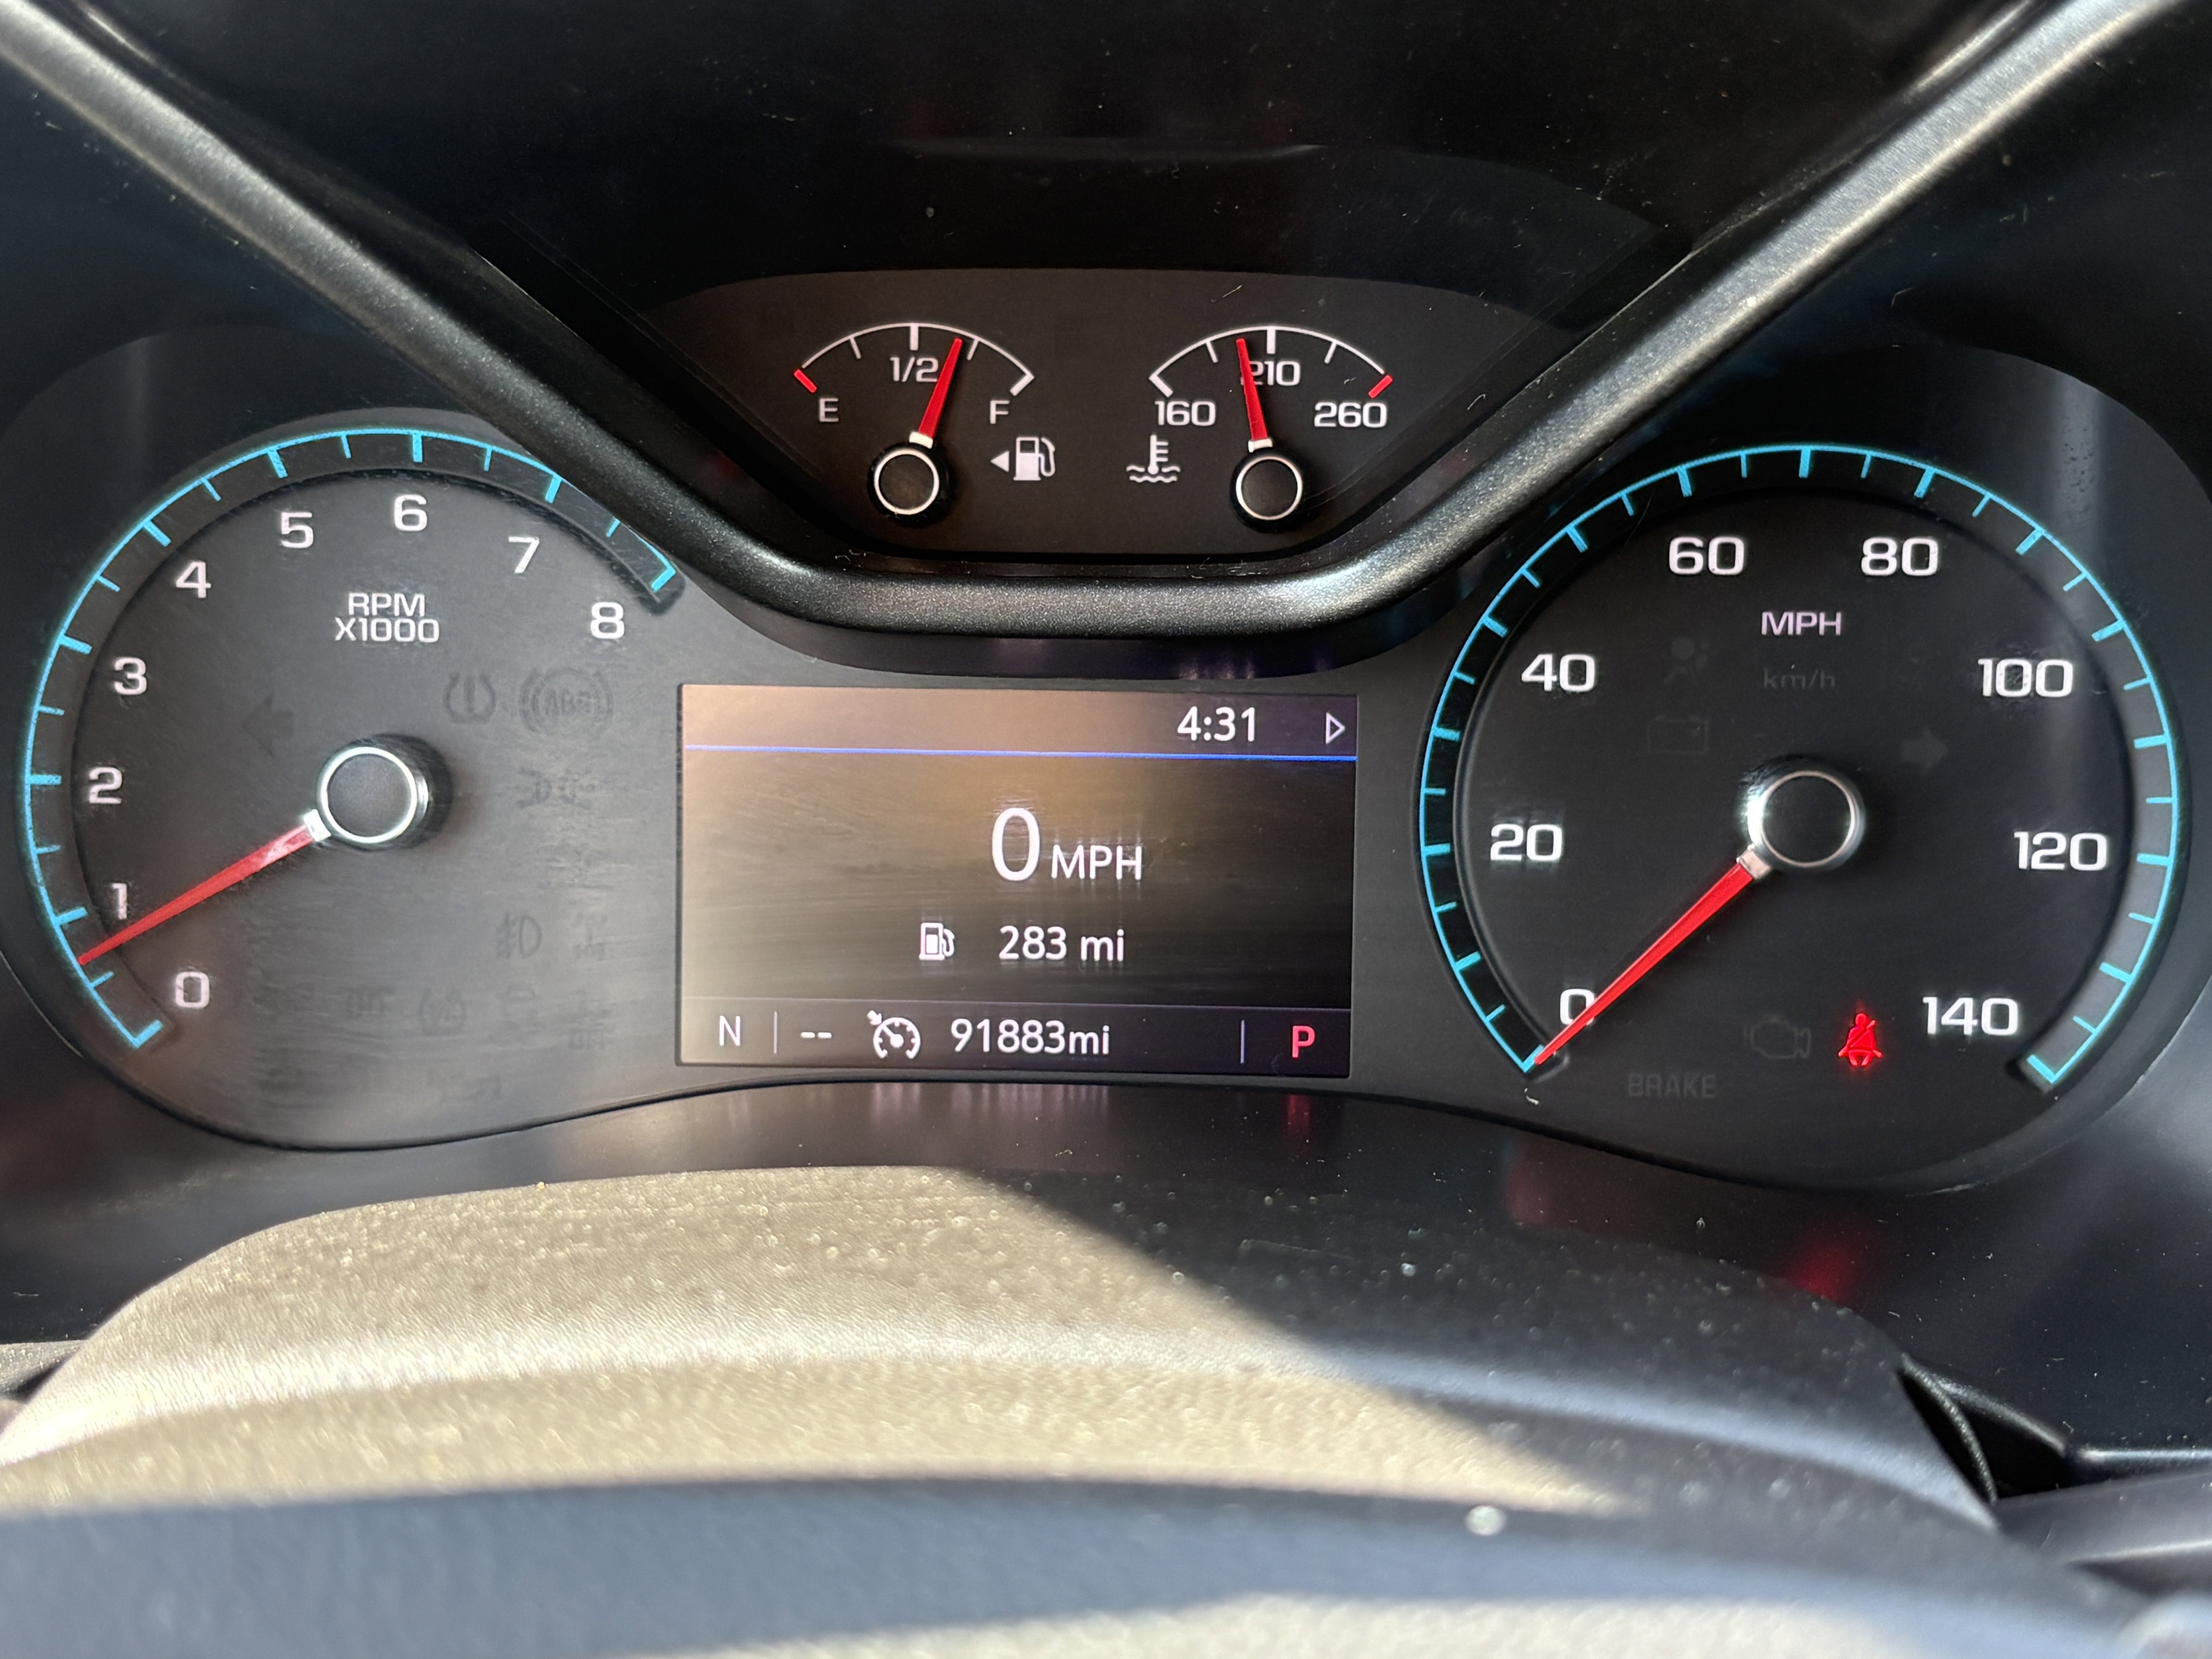 1/2
E F
210
160 260
0 1 2 3 4 5 6 7 8
RPM
X1000
ABS
4:31
0 MPH
283 mi
N -- 91883mi P
0 20 40 60 80 100 120 140
MPH
km/h
BRAKE